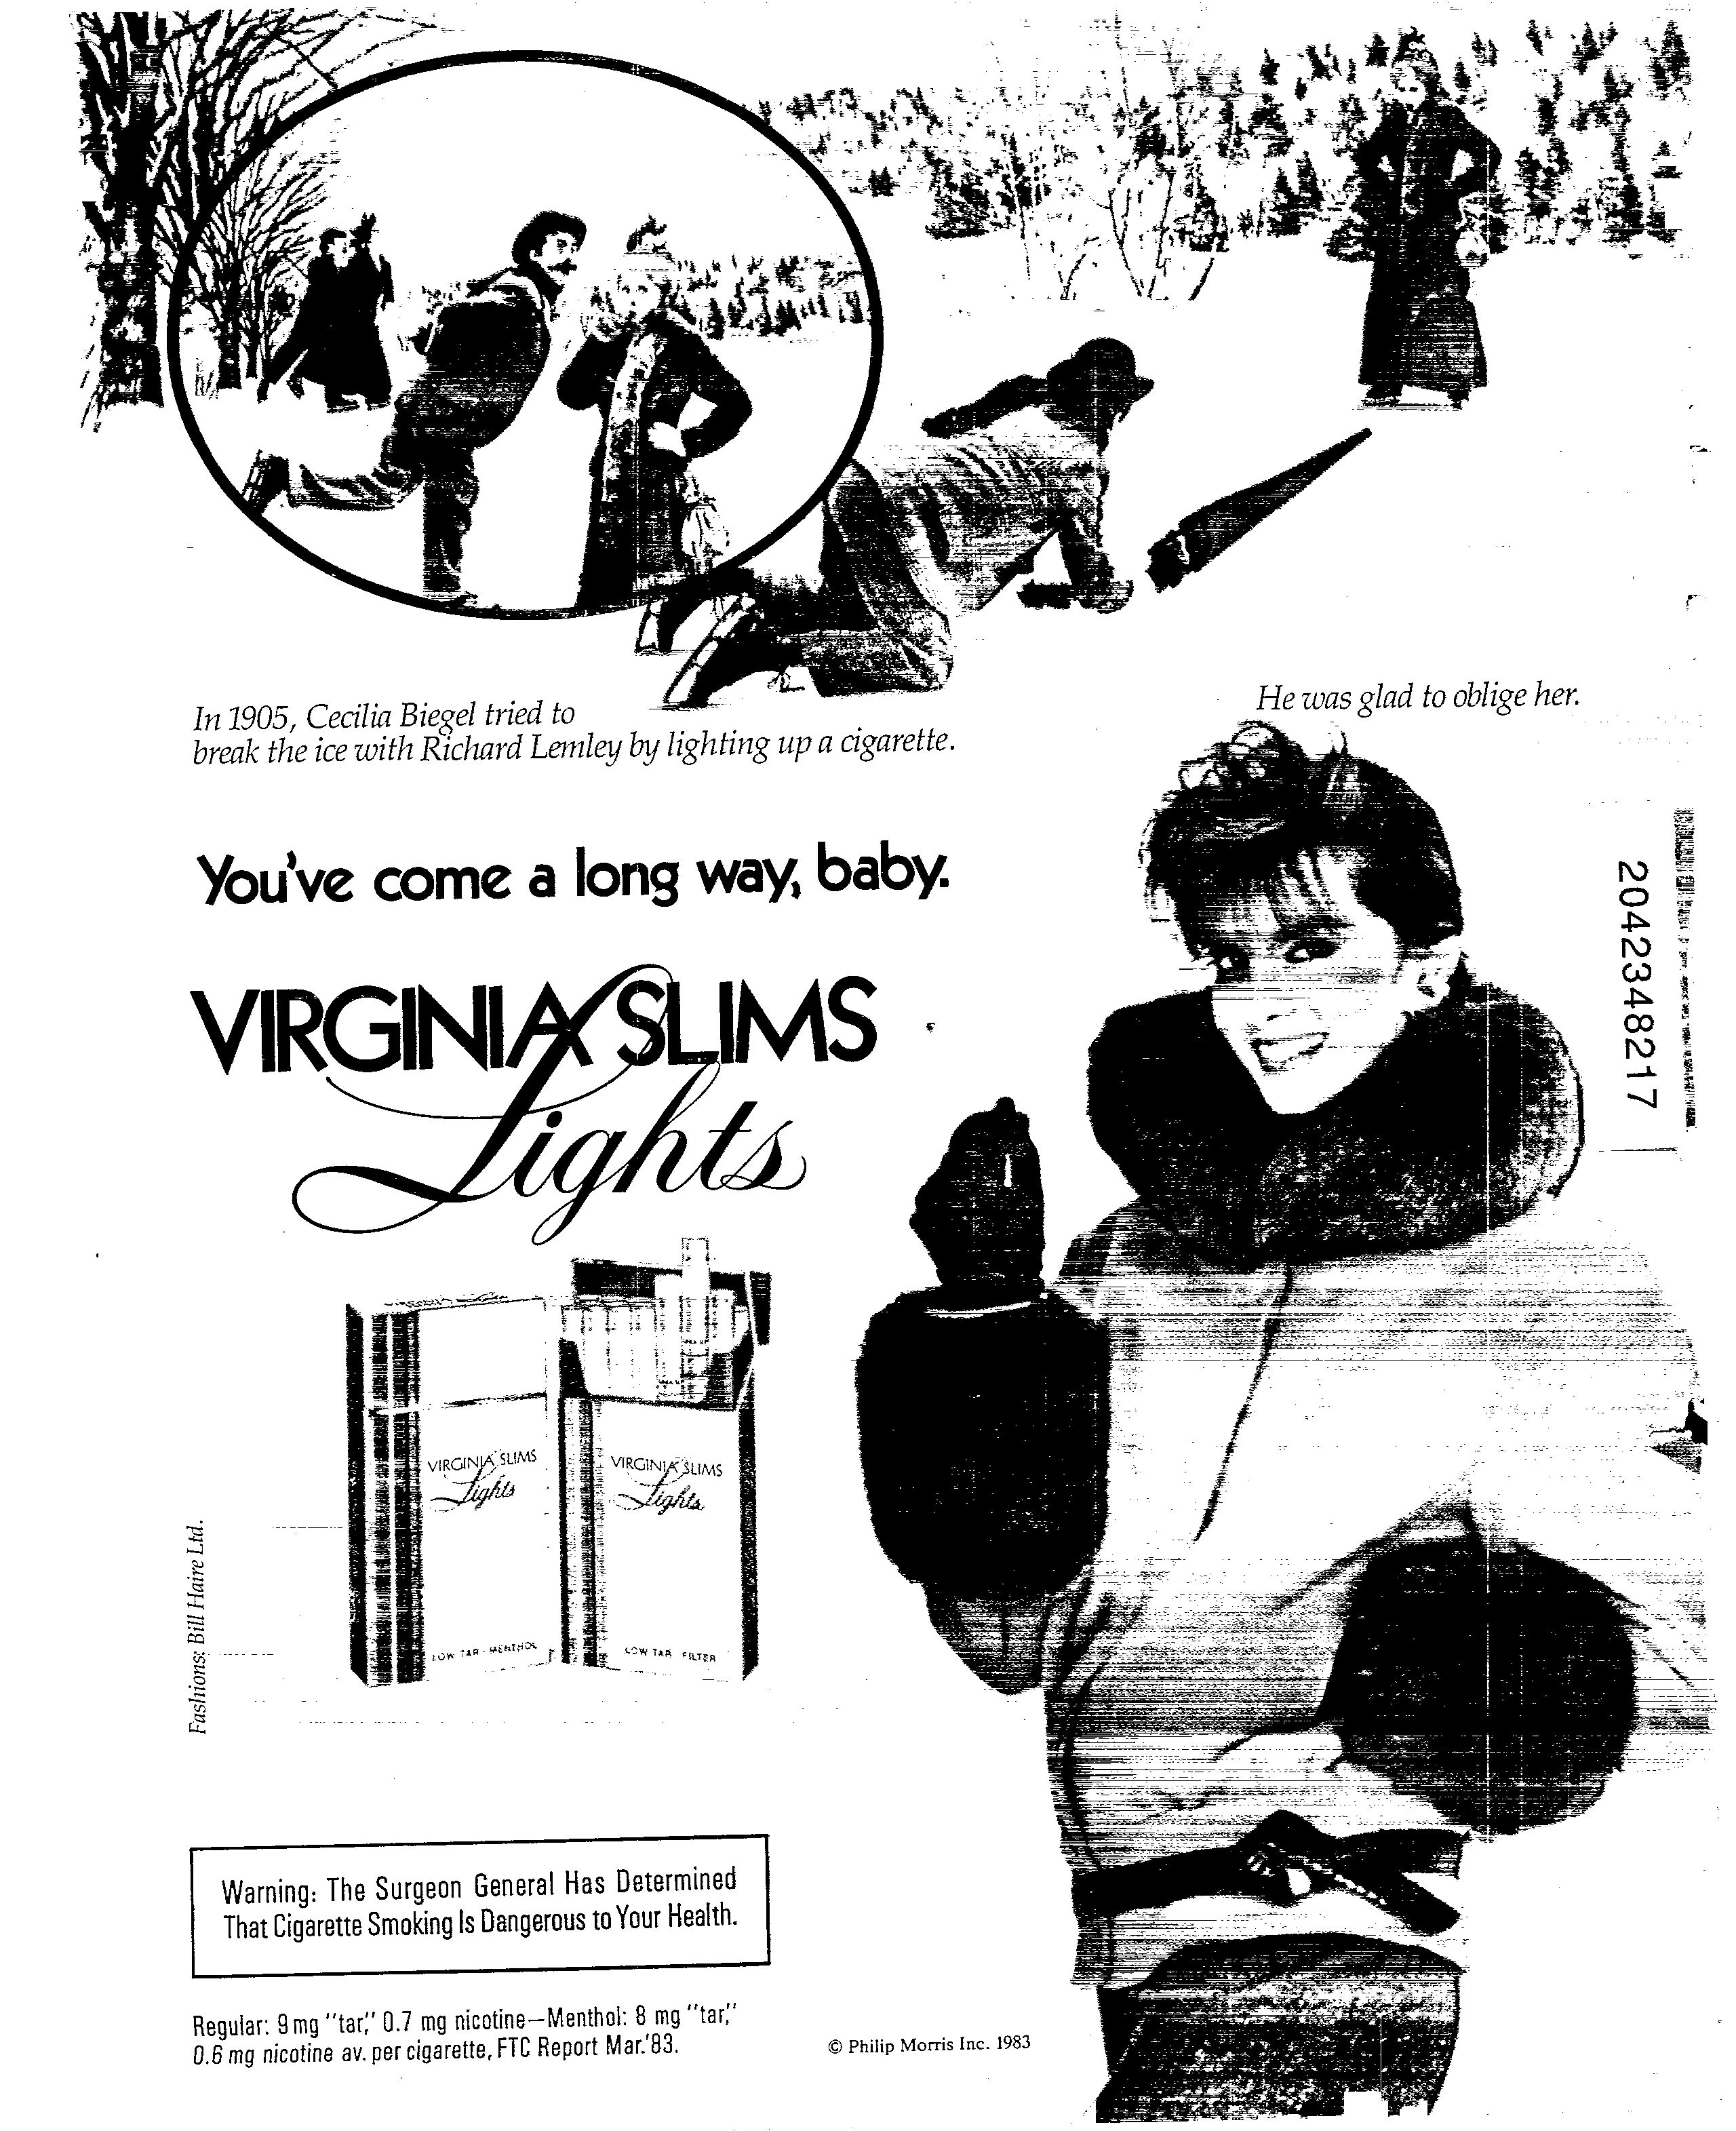 In 1905, Cecilia Biegel tried to
break the ice with Richard Lemley by lighting up a cigarette.
He was glad to oblige her.
You've come a long way, baby.
VIRGINIA SLIMS
Lights
2042348217
VIRGINIA SLIMS
Lights
LOW TAR - MENTHOL
VIRGINIA SLIMS
Lights
LOW TAR FILTER
Fashions: Bill Haire Ltd.
Warning: The Surgeon General Has Determined
That Cigarette Smoking Is Dangerous to Your Health.
Regular: 9 mg "tar," 0.7 mg nicotine—Menthol: 8 mg "tar,"
0.6 mg nicotine av. per cigarette, FTC Report Mar.'83.
© Philip Morris Inc. 1983